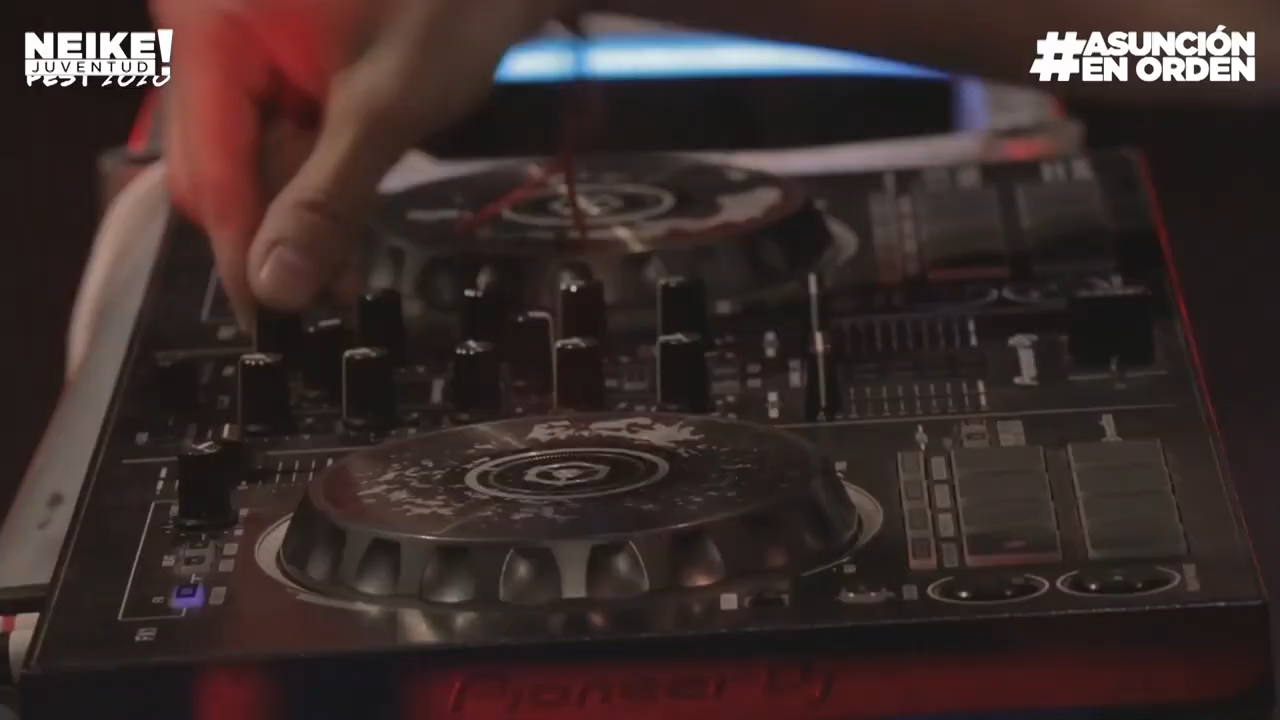 NEIKE!
JUVENTUD
FEST 2020
#ASUNCIÓN
EN ORDEN
Pioneer Dj